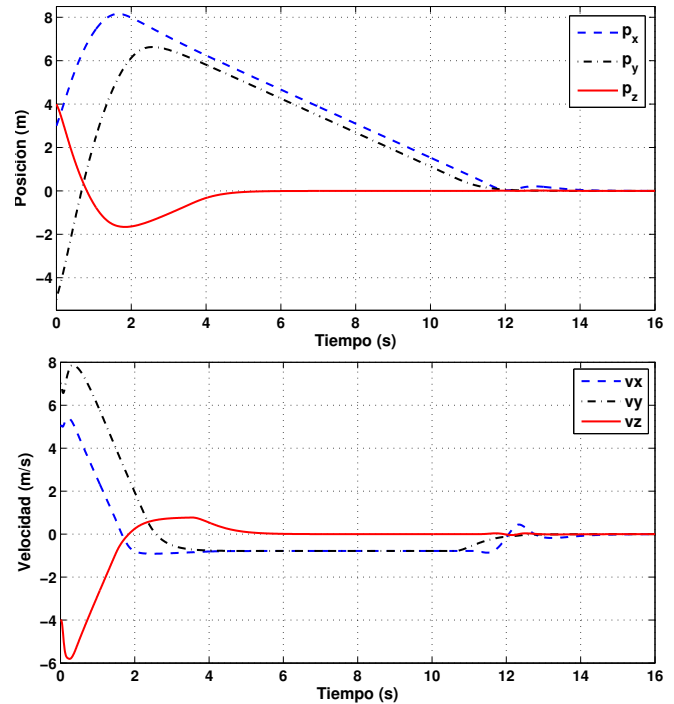 8
6
4
2
0
−2
−4
Posición (m)
p_x
p_y
p_z
0 2 4 6 8 10 12 14 16
Tiempo (s)
8
6
4
2
0
−2
−4
−6
Velocidad (m/s)
vx
vy
vz
0 2 4 6 8 10 12 14 16
Tiempo (s)